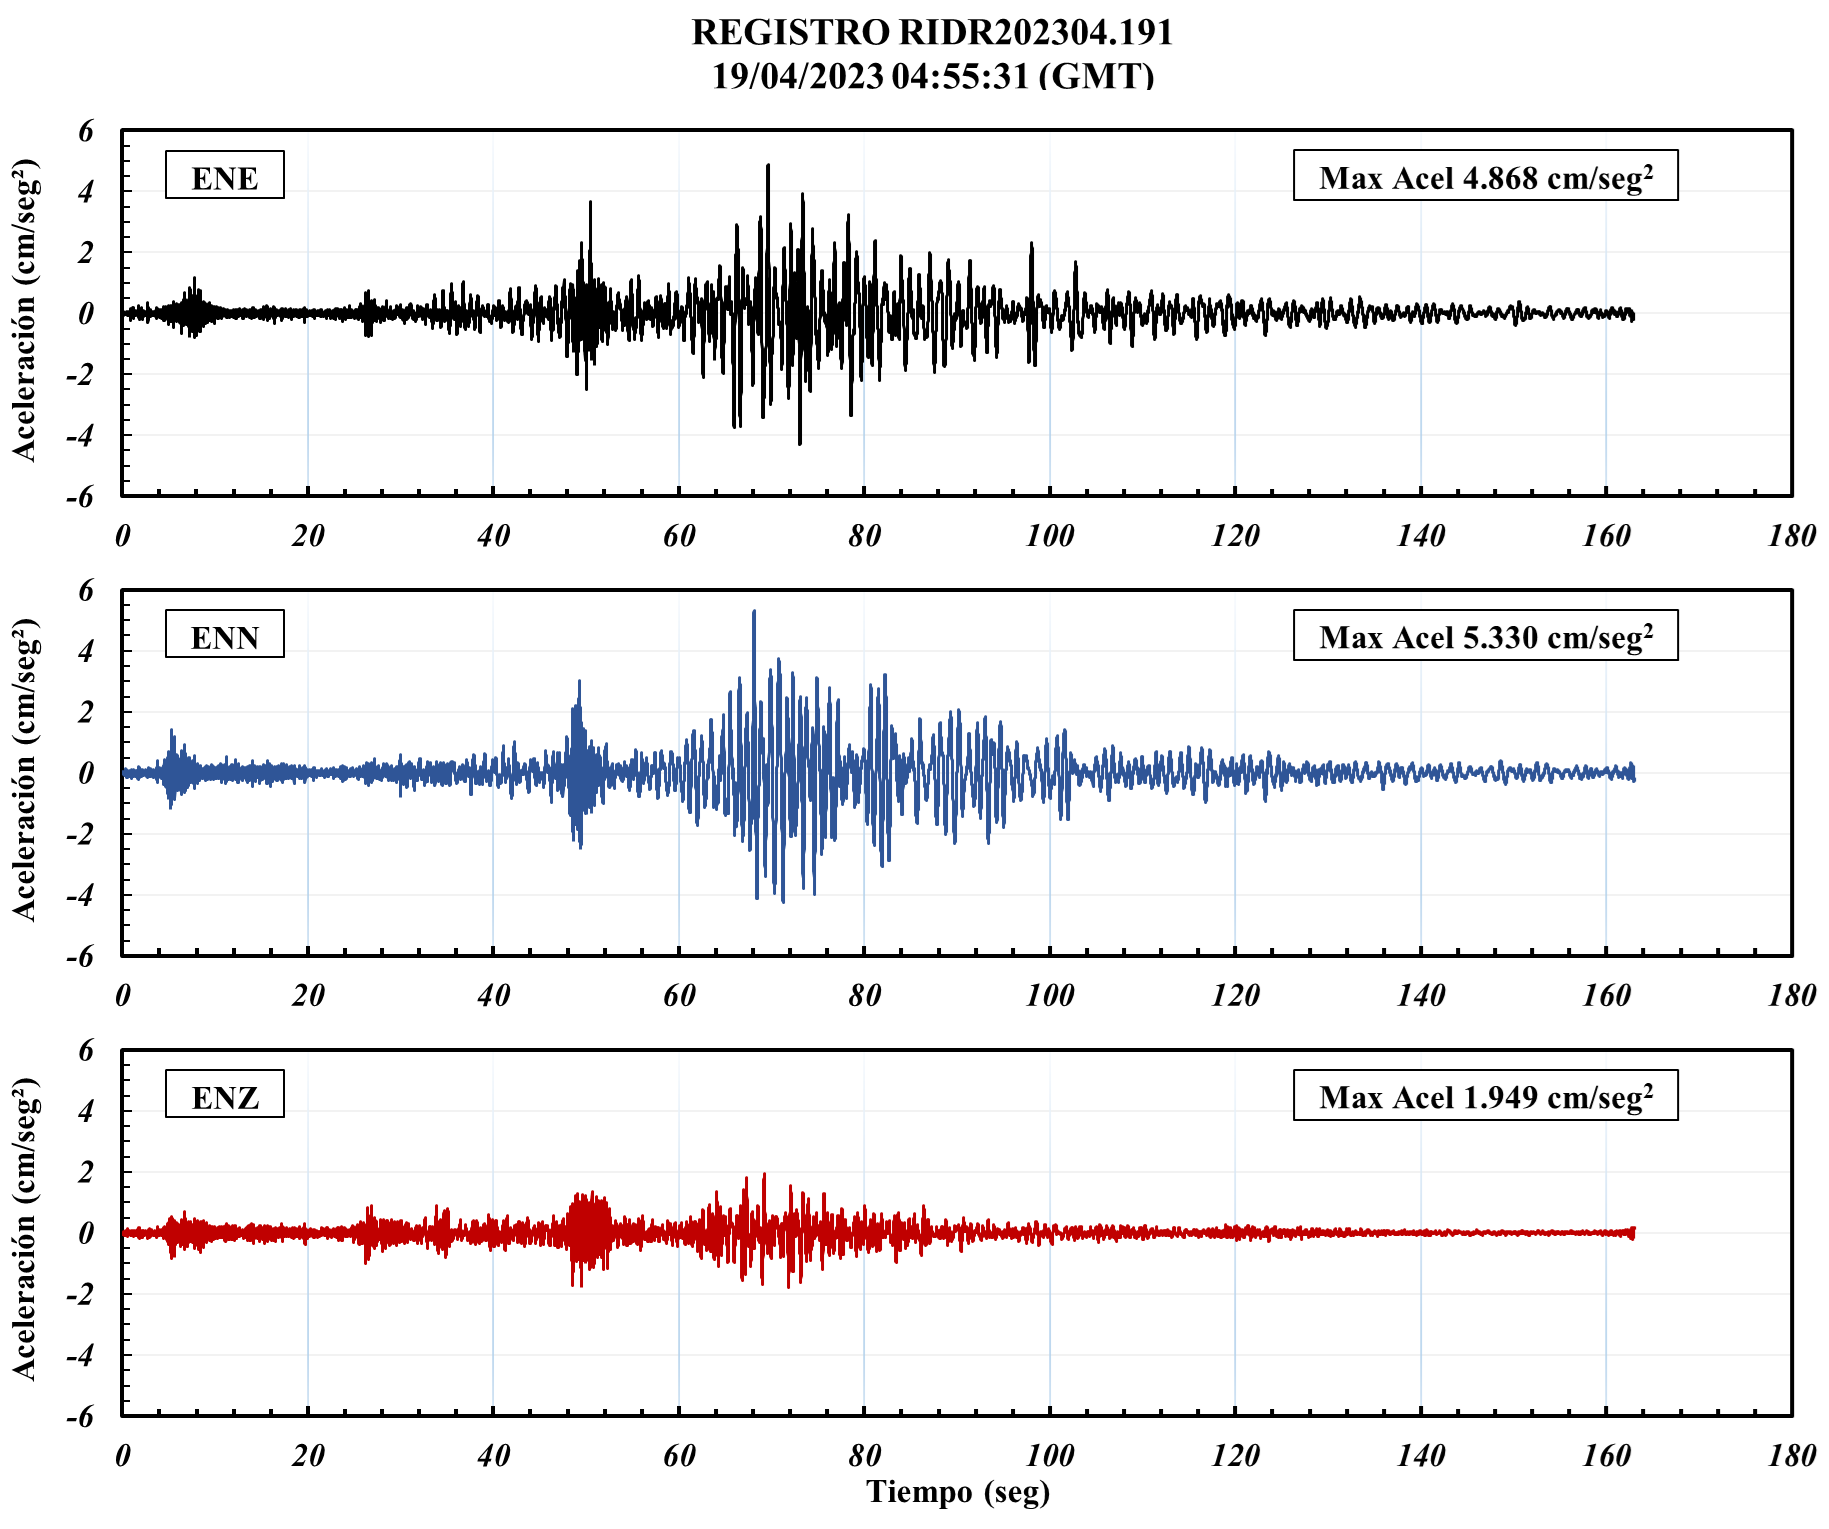 REGISTRO RIDR202304.191
19/04/2023 04:55:31 (GMT)
Aceleración (cm/seg²)
ENE
Max Acel 4.868 cm/seg²
6
4
2
0
-2
-4
-6
0 20 40 60 80 100 120 140 160 180
Aceleración (cm/seg²)
ENN
Max Acel 5.330 cm/seg²
6
4
2
0
-2
-4
-6
0 20 40 60 80 100 120 140 160 180
Aceleración (cm/seg²)
ENZ
Max Acel 1.949 cm/seg²
6
4
2
0
-2
-4
-6
0 20 40 60 80 100 120 140 160 180
Tiempo (seg)